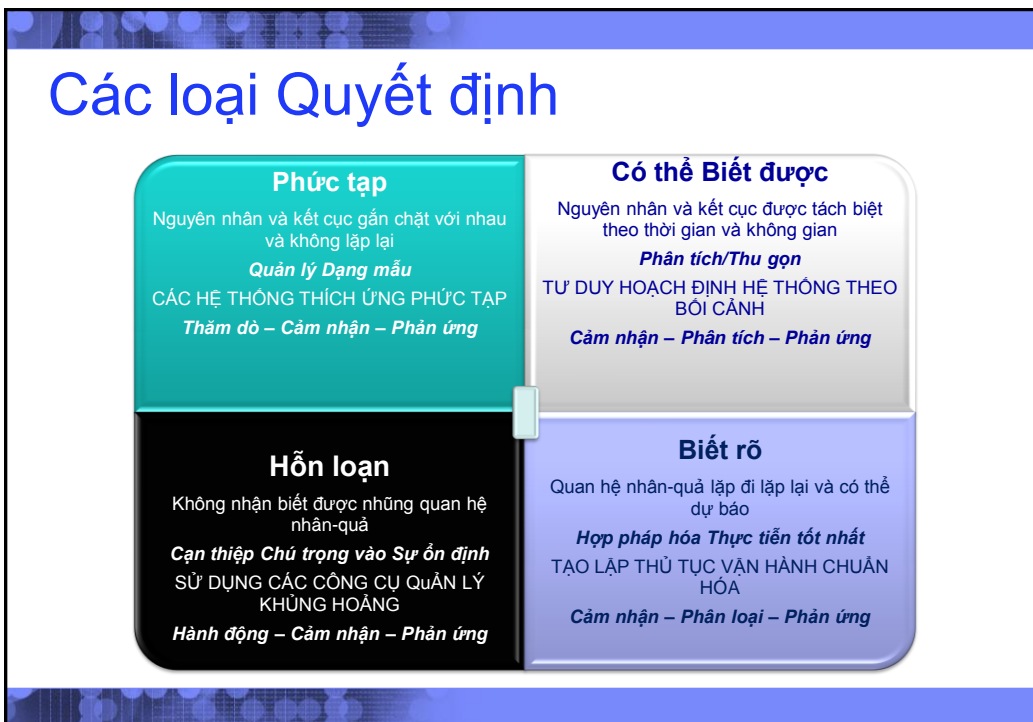 Các loại Quyết định
Phức tạp
Nguyên nhân và kết cục gắn chặt với nhau
và không lặp lại
Quản lý Dạng mẫu
CÁC HỆ THỐNG THÍCH ỨNG PHỨC TẠP
Thăm dò – Cảm nhận – Phản ứng
Có thể Biết được
Nguyên nhân và kết cục được tách biệt
theo thời gian và không gian
Phân tích/Thu gọn
TƯ DUY HOẠCH ĐỊNH HỆ THỐNG THEO
BỐI CẢNH
Cảm nhận – Phân tích – Phản ứng
Hỗn loạn
Không nhận biết được những quan hệ
nhân-quả
Cạn thiệp Chú trọng vào Sự ổn định
SỬ DỤNG CÁC CÔNG CỤ QuẢN LÝ
KHỦNG HOẢNG
Hành động – Cảm nhận – Phản ứng
Biết rõ
Quan hệ nhân-quả lặp đi lặp lại và có thể
dự báo
Hợp pháp hóa Thực tiễn tốt nhất
TẠO LẬP THỦ TỤC VẬN HÀNH CHUẨN
HÓA
Cảm nhận – Phân loại – Phản ứng